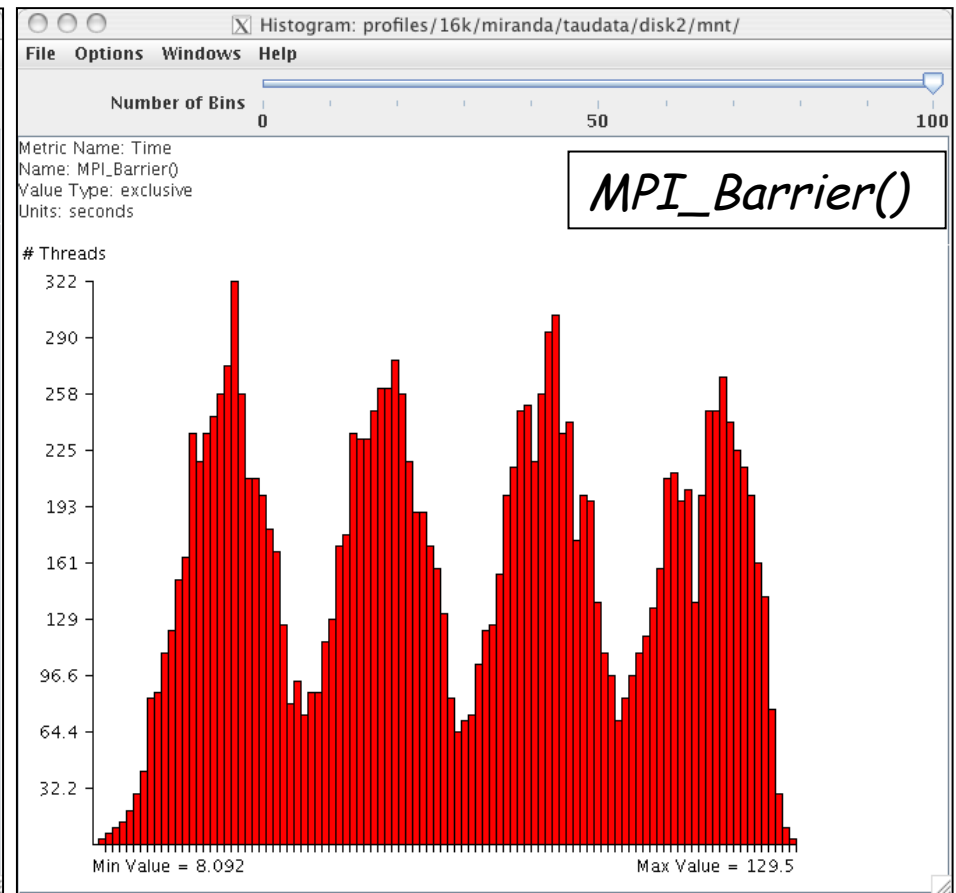 Histogram: profiles/16k/miranda/taudata/disk2/mnt/
File Options Windows Help
Number of Bins
0 50 100
Metric Name: Time
Name: MPI_Barrier()
Value Type: exclusive
Units: seconds
MPI_Barrier()
# Threads
322
290
258
225
193
161
129
96.6
64.4
32.2
Min Value = 8.092 Max Value = 129.5